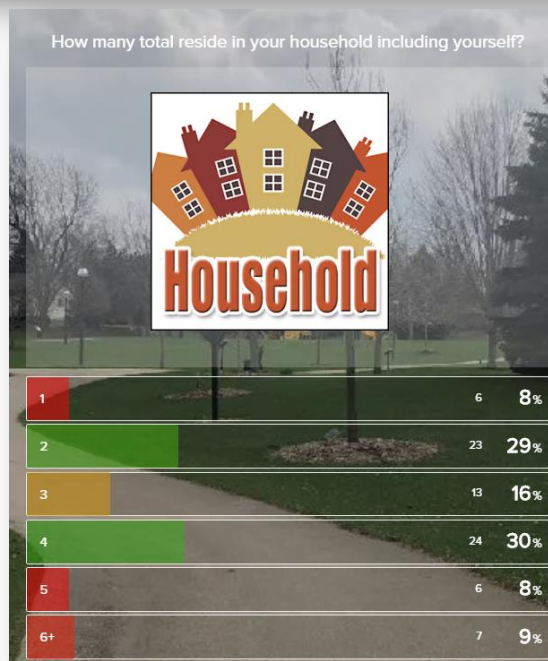 How many total reside in your household including yourself?
Household
1 6 8%
2 23 29%
3 13 16%
4 24 30%
5 6 8%
6+ 7 9%